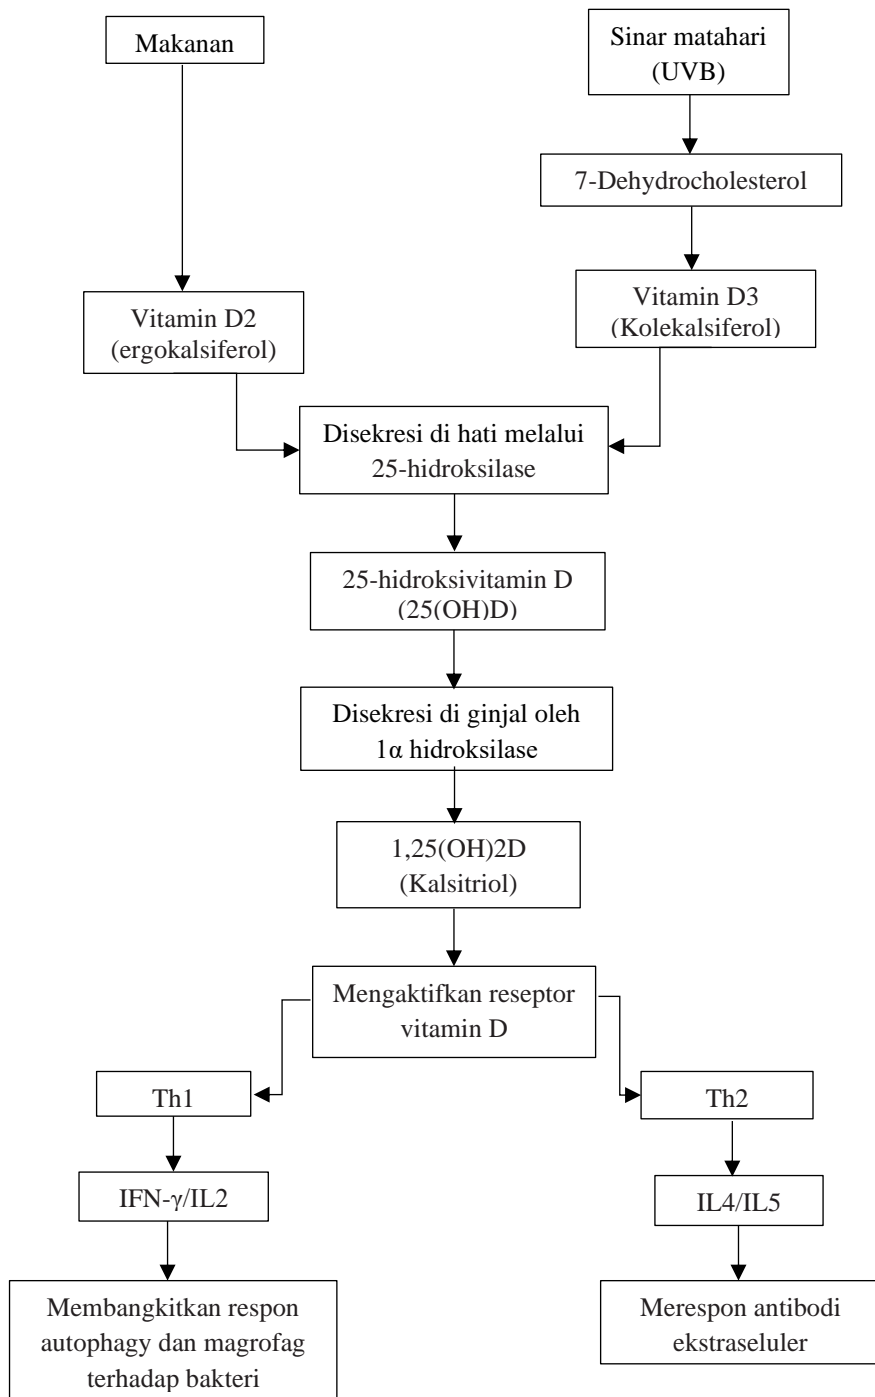 Makanan
Sinar matahari
(UVB)
7-Dehydrocholesterol
Vitamin D2
(ergokalsiferol)
Vitamin D3
(Kolekalsiferol)
Disekresi di hati melalui
25-hidroksilase
25-hidroksivitamin D
(25(OH)D)
Disekresi di ginjal oleh
1α hidroksilase
1,25(OH)2D
(Kalsitriol)
Mengaktifkan reseptor
vitamin D
Th1
Th2
IFN-γ/IL2
IL4/IL5
Membangkitkan respon
autophagy dan magrofag
terhadap bakteri
Merespon antibodi
ekstraseluler